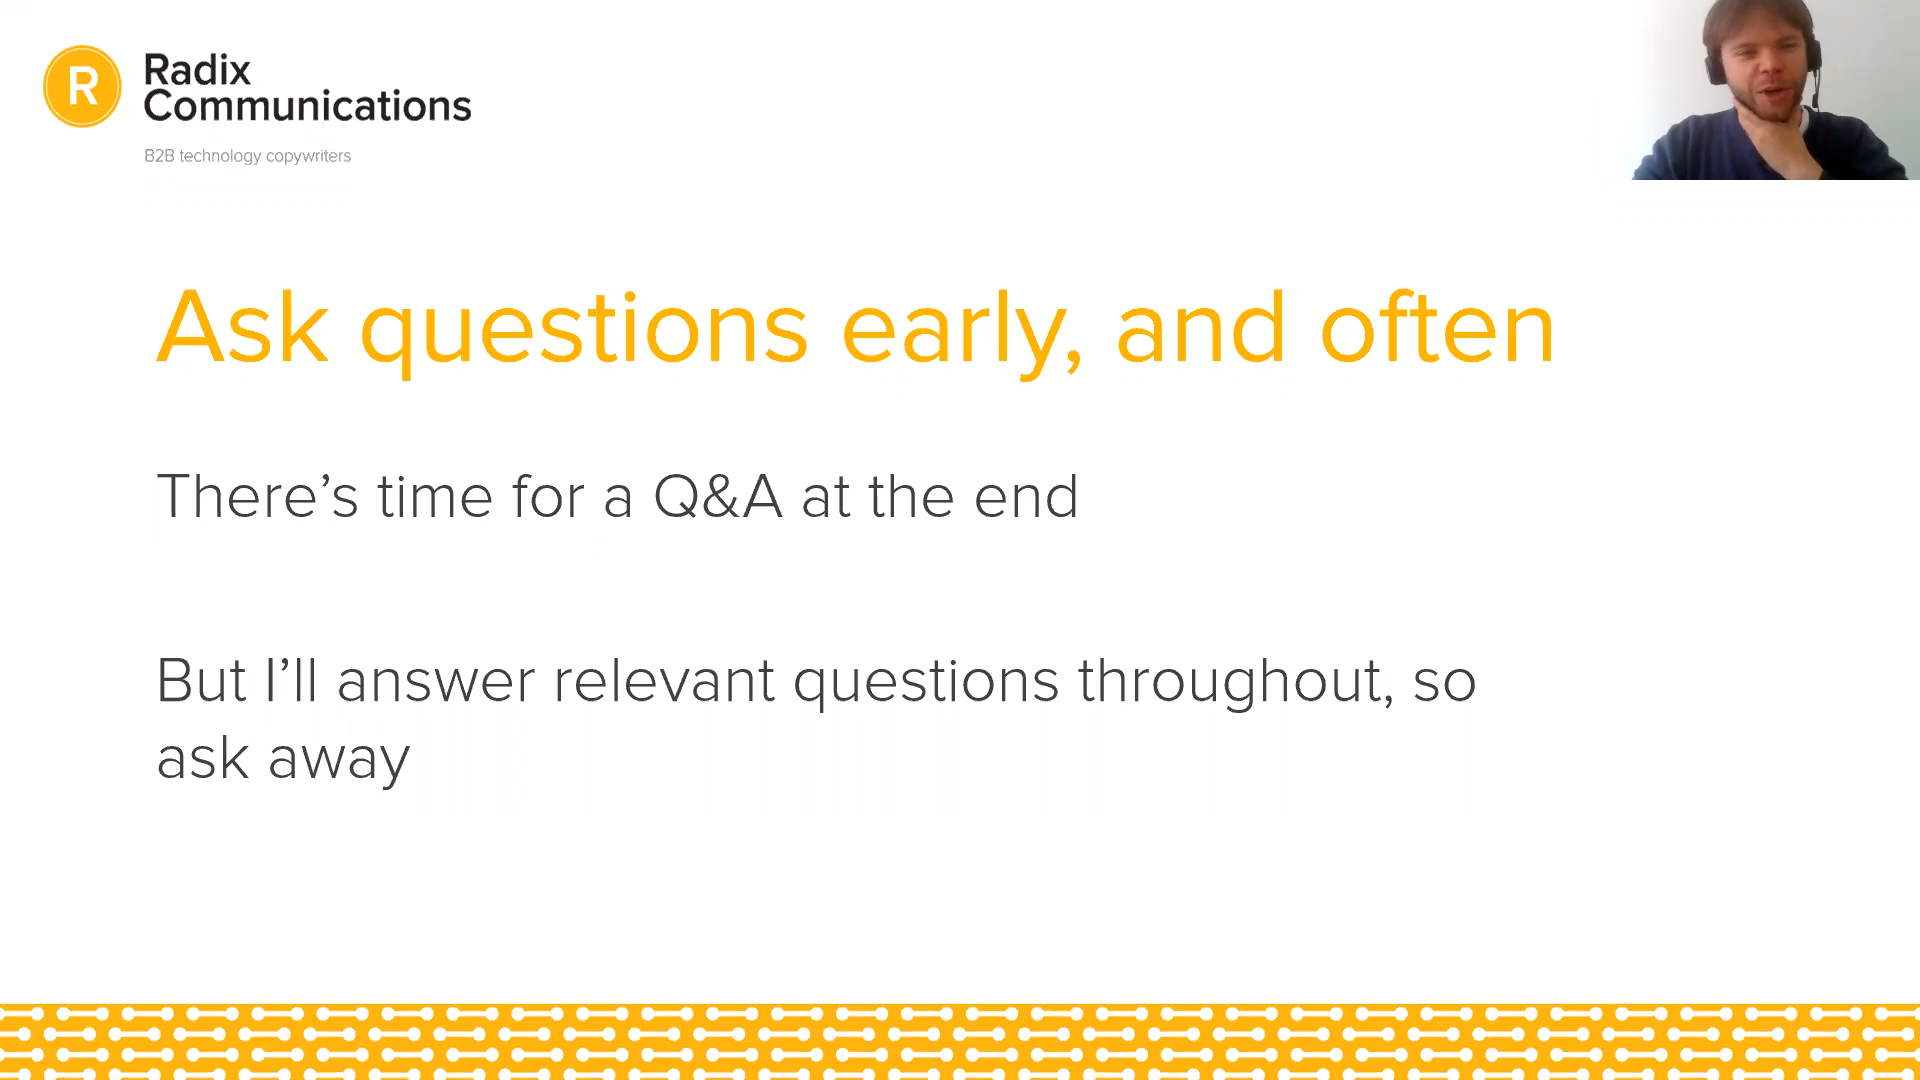 R
Radix
Communications
B2B technology copywriters
Ask questions early, and often
There’s time for a Q&A at the end
But I’ll answer relevant questions throughout, so
ask away